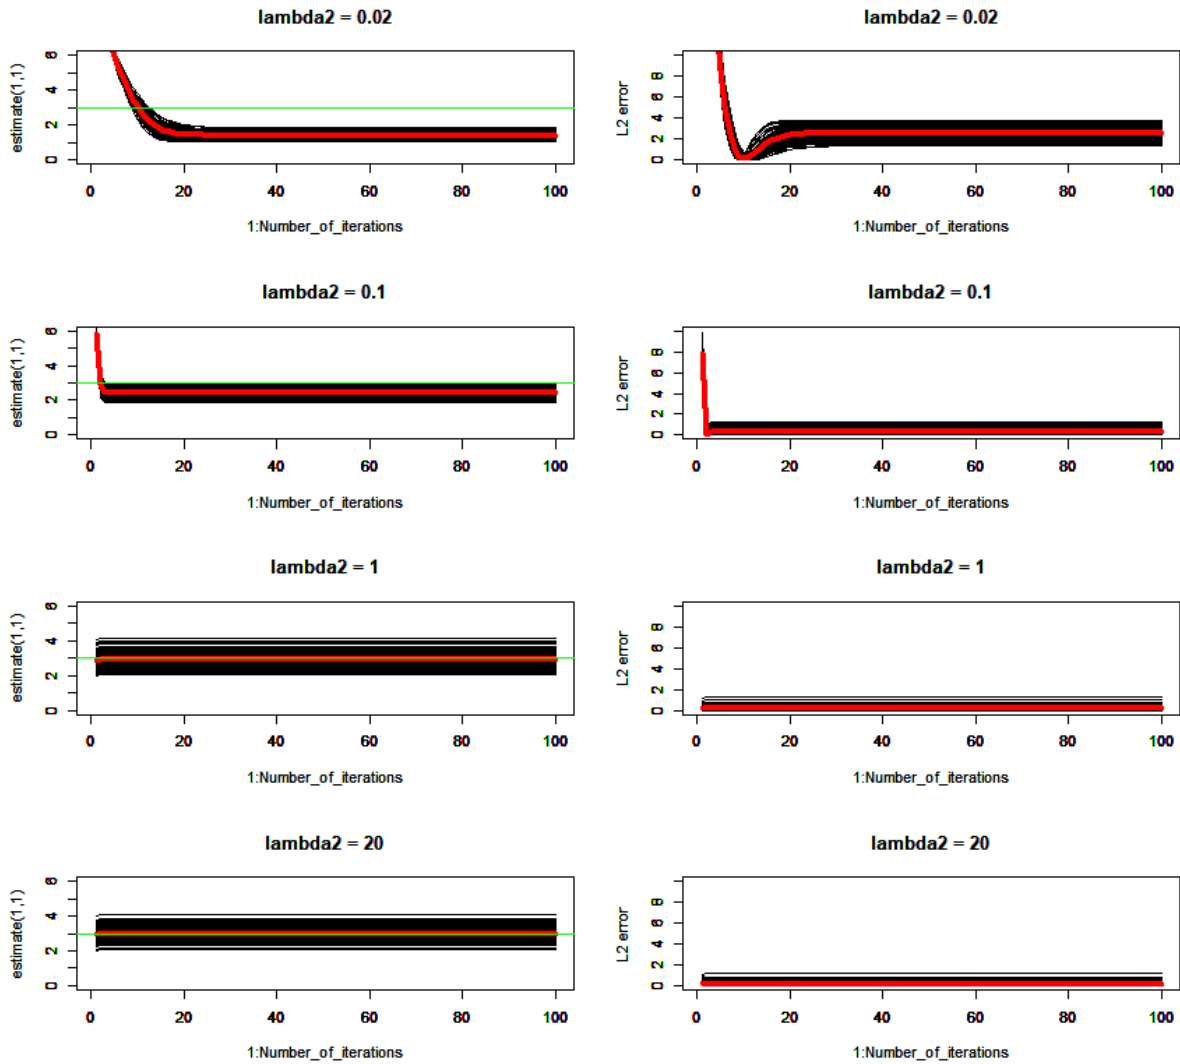 lambda2 = 0.02
estimate(1,1)
0 2 4 6
0 20 40 60 80 100
1:Number_of_iterations
lambda2 = 0.02
L2 error
0 2 4 6 8
0 20 40 60 80 100
1:Number_of_iterations
lambda2 = 0.1
estimate(1,1)
0 2 4 6
0 20 40 60 80 100
1:Number_of_iterations
lambda2 = 0.1
L2 error
0 2 4 6 8
0 20 40 60 80 100
1:Number_of_iterations
lambda2 = 1
estimate(1,1)
0 2 4 6
0 20 40 60 80 100
1:Number_of_iterations
lambda2 = 1
L2 error
0 2 4 6 8
0 20 40 60 80 100
1:Number_of_iterations
lambda2 = 20
estimate(1,1)
0 2 4 6
0 20 40 60 80 100
1:Number_of_iterations
lambda2 = 20
L2 error
0 2 4 6 8
0 20 40 60 80 100
1:Number_of_iterations